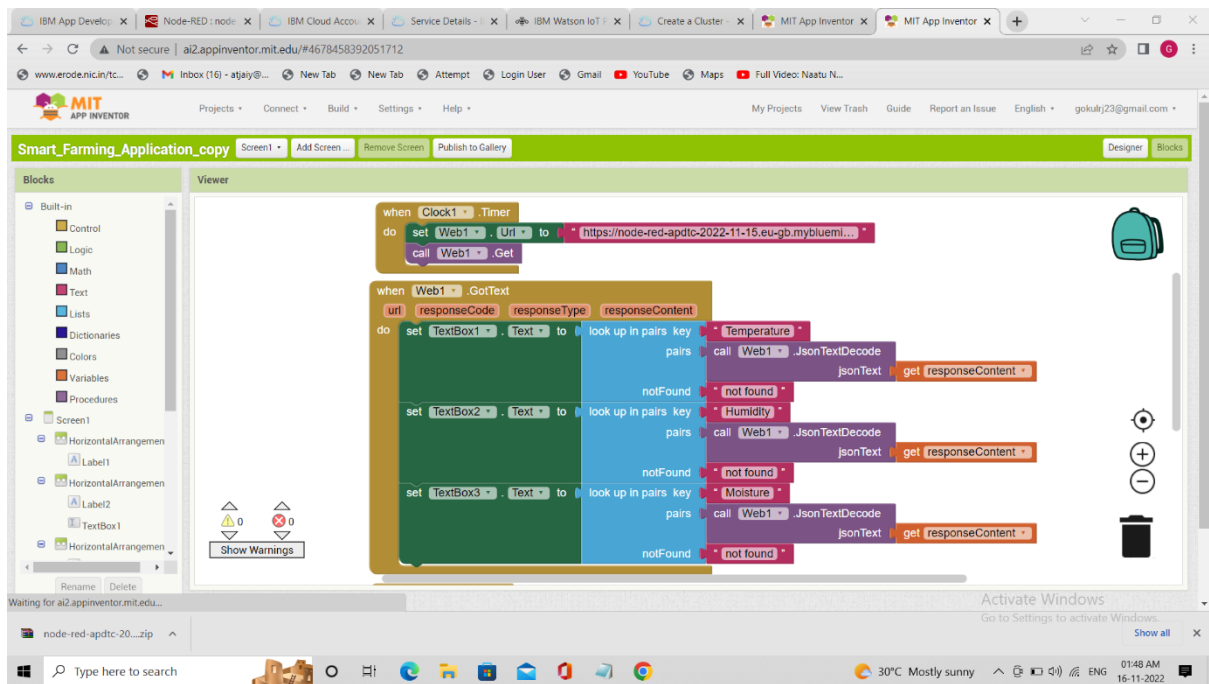 IBM App Develop
Node-RED : node
IBM Cloud Accou
Service Details -
IBM Watson IoT
Create a Cluster -
MIT App Inventor
MIT App Inventor
Not secure
ai2.appinventor.mit.edu/#4678458392051712
www.erode.nic.in/tc...
Inbox (16) - atjaiy@...
New Tab
New Tab
Attempt
Login User
Gmail
YouTube
Maps
Full Video: Naatu N...
MIT
APP INVENTOR
Projects
Connect
Build
Settings
Help
My Projects
View Trash
Guide
Report an Issue
English
gokulrj23@gmail.com
Smart_Farming_Application_copy
Screen1
Add Screen ...
Remove Screen
Publish to Gallery
Designer
Blocks
Blocks
Viewer
Built-in
Control
Logic
Math
Text
Lists
Dictionaries
Colors
Variables
Procedures
Screen1
HorizontalArrangemen
Label1
HorizontalArrangemen
Label2
TextBox1
HorizontalArrangemen
Rename
Delete
when Clock1 .Timer
do set Web1 . Url to " https://node-red-apdtc-2022-11-15.eu-gb.mybluemi... "
call Web1 .Get
when Web1 .GotText
url responseCode responseType responseContent
do set TextBox1 . Text to look up in pairs key " Temperature "
pairs call Web1 .JsonTextDecode
jsonText get responseContent
notFound " not found "
set TextBox2 . Text to look up in pairs key " Humidity "
pairs call Web1 .JsonTextDecode
jsonText get responseContent
notFound " not found "
set TextBox3 . Text to look up in pairs key " Moisture "
pairs call Web1 .JsonTextDecode
jsonText get responseContent
notFound " not found "
0 0
Show Warnings
Activate Windows
Go to Settings to activate Windows.
Waiting for ai2.appinventor.mit.edu...
node-red-apdtc-20....zip
Show all
Type here to search
30°C Mostly sunny
ENG
01:48 AM
16-11-2022